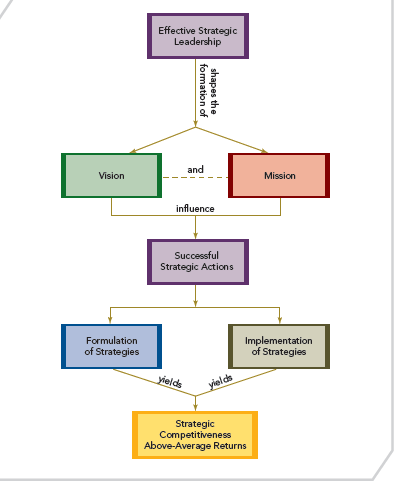 Effective Strategic
Leadership
shapes the
formation of
Vision
and
Mission
influence
Successful
Strategic Actions
Formulation
of Strategies
Implementation
of Strategies
yields
yields
Strategic
Competitiveness
Above-Average Returns